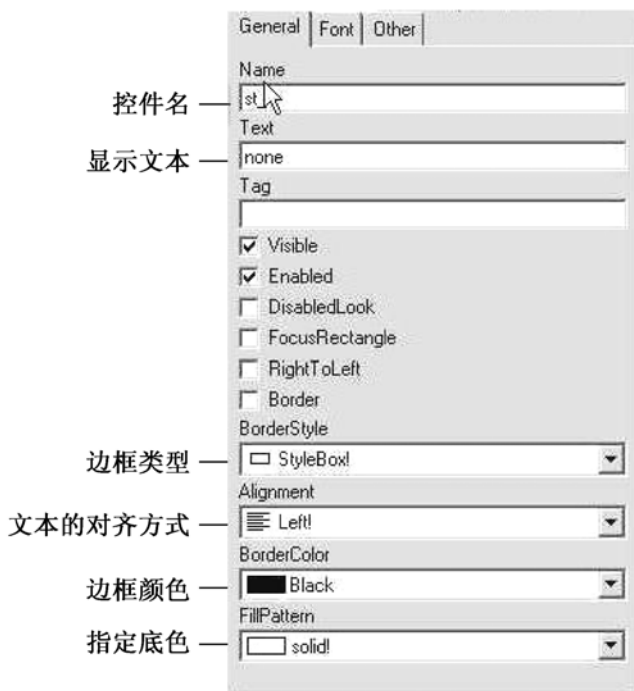 General Font Other
Name
控件名
st_
Text
显示文本
none
Tag
Visible
Enabled
DisabledLook
FocusRectangle
RightToLeft
Border
BorderStyle
边框类型
StyleBox!
Alignment
文本的对齐方式
Left!
BorderColor
边框颜色
Black
FillPattern
指定底色
solid!